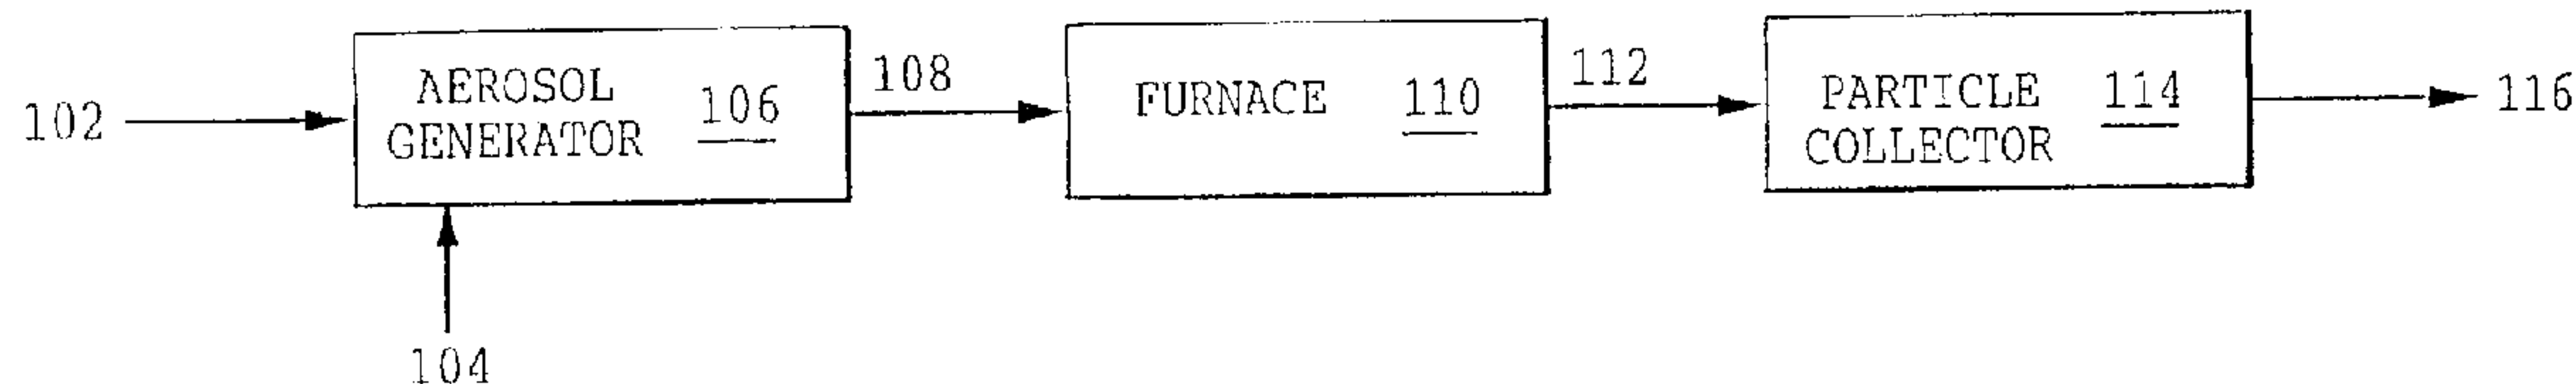 102
AEROSOL
GENERATOR 106
104
108
FURNACE 110
112
PARTICLE
COLLECTOR 114
116